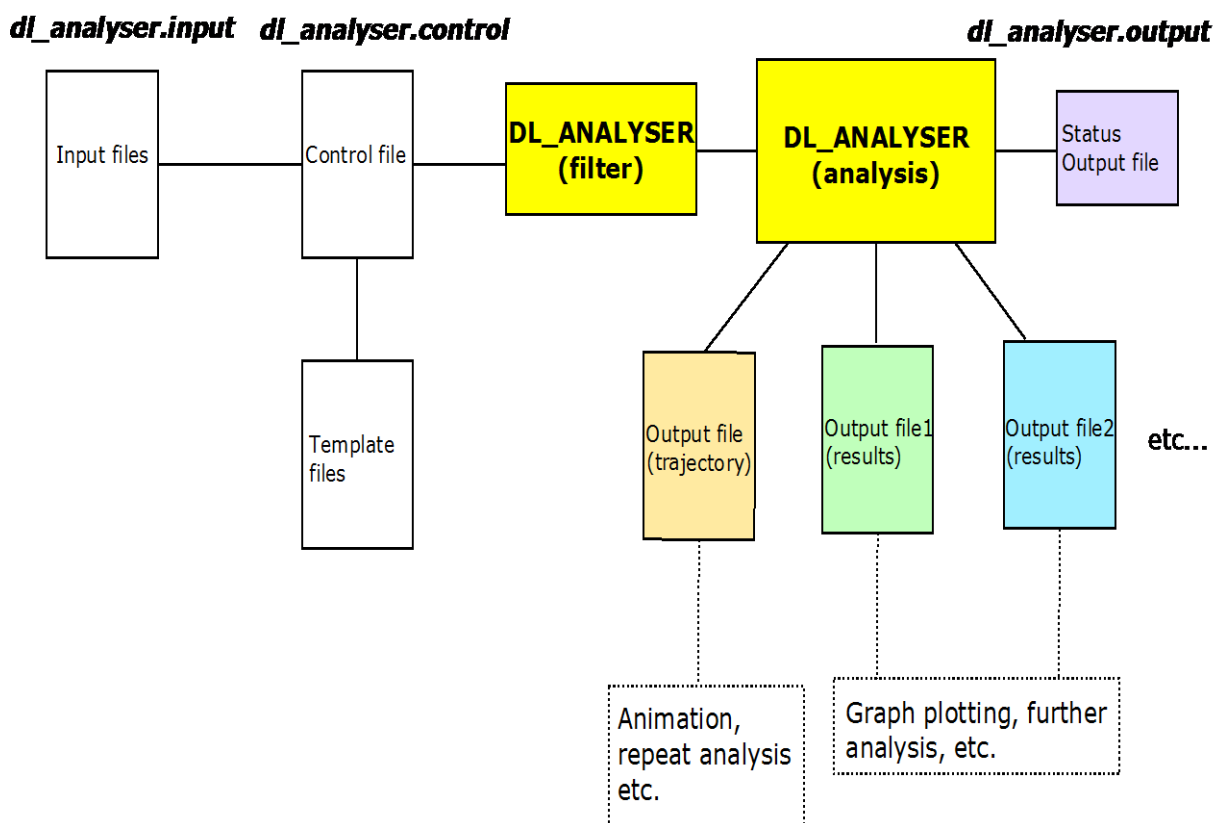 dl_analyser.input
dl_analyser.control
dl_analyser.output
Input files
Control file
DL_ANALYSER
(filter)
DL_ANALYSER
(analysis)
Status
Output file
Template
files
Output file
(trajectory)
Output file1
(results)
Output file2
(results)
etc...
Animation,
repeat analysis
etc.
Graph plotting, further
analysis, etc.